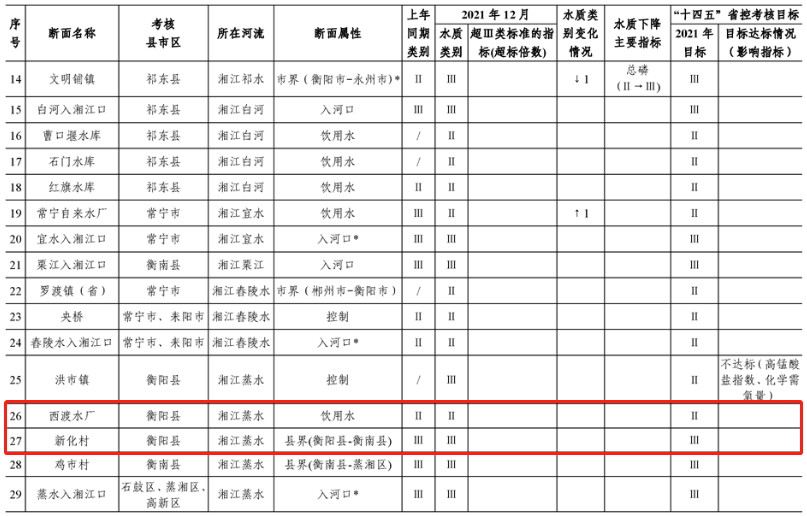 序号 断面名称 考核县市区 所在河流 断面属性 上年同期类别 2021 年 12 月 水质类别变化情况 水质下降主要指标 “十四五”省控考核目标
水质类别 超Ⅲ类标准的指标(超标倍数) 2021 年目标 目标达标情况（影响指标）
14 文明铺镇 祁东县 湘江祁水 市界（衡阳市-永州市）* Ⅱ Ⅲ ↓1 总磷（Ⅱ→Ⅲ） Ⅲ
15 白河入湘江口 祁东县 湘江白河 入河口 Ⅲ Ⅲ Ⅲ
16 曹口堰水库 祁东县 湘江白河 饮用水 / Ⅱ Ⅱ
17 石门水库 祁东县 湘江白河 饮用水 / Ⅱ Ⅱ
18 红旗水库 祁东县 湘江白河 饮用水 Ⅱ Ⅱ Ⅱ
19 常宁自来水厂 常宁市 湘江宜水 饮用水 Ⅲ Ⅱ ↑1 Ⅱ
20 宜水入湘江口 常宁市 湘江宜水 入河口* Ⅲ Ⅲ Ⅲ
21 栗江入湘江口 衡南县 湘江栗江 入河口 Ⅲ Ⅲ Ⅲ
22 罗渡镇（省） 常宁市 湘江舂陵水 市界（郴州市-衡阳市） / Ⅱ Ⅱ
23 央桥 常宁市、耒阳市 湘江舂陵水 控制 Ⅱ Ⅱ Ⅱ
24 舂陵水入湘江口 常宁市、耒阳市 湘江舂陵水 入河口* Ⅱ Ⅱ Ⅱ
25 洪市镇 衡阳县 湘江蒸水 控制 / Ⅲ Ⅱ 不达标（高锰酸盐指数、化学需氧量）
26 西渡水厂 衡阳县 湘江蒸水 饮用水 Ⅱ Ⅱ Ⅱ
27 新化村 衡阳县 湘江蒸水 县界(衡阳县-衡南县) Ⅲ Ⅲ Ⅲ
28 鸡市村 衡南县 湘江蒸水 县界(衡南县-蒸湘区) Ⅲ Ⅲ Ⅲ
29 蒸水入湘江口 石鼓区、蒸湘区、高新区 湘江蒸水 入河口* Ⅲ Ⅲ Ⅲ